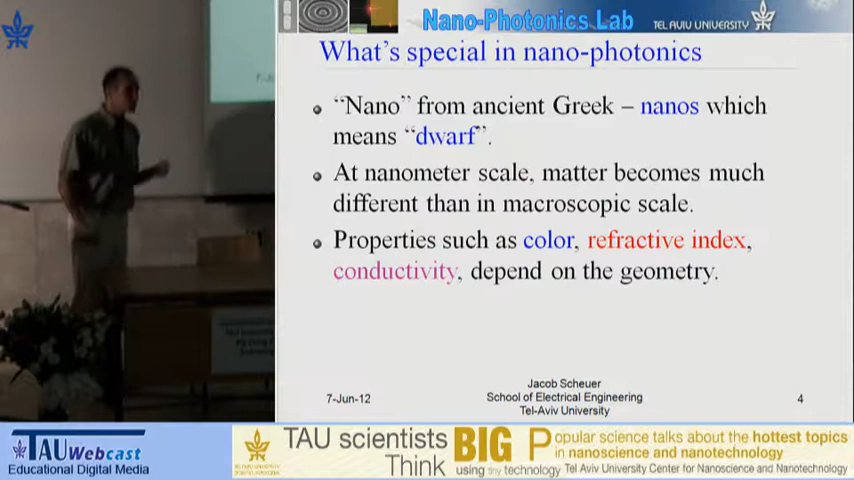 Nano-Photonics Lab
TEL AVIV UNIVERSITY
What's special in nano-photonics
"Nano" from ancient Greek – nanos which
means "dwarf".
At nanometer scale, matter becomes much
different than in macroscopic scale.
Properties such as color, refractive index,
conductivity, depend on the geometry.
7-Jun-12
Jacob Scheuer
School of Electrical Engineering
Tel-Aviv University
4
TAU Webcast
Educational Digital Media
TAU scientists
Think
BIG
using tiny technology
Popular science talks about the hottest topics
in nanoscience and nanotechnology
Tel Aviv University Center for Nanoscience and Nanotechnology